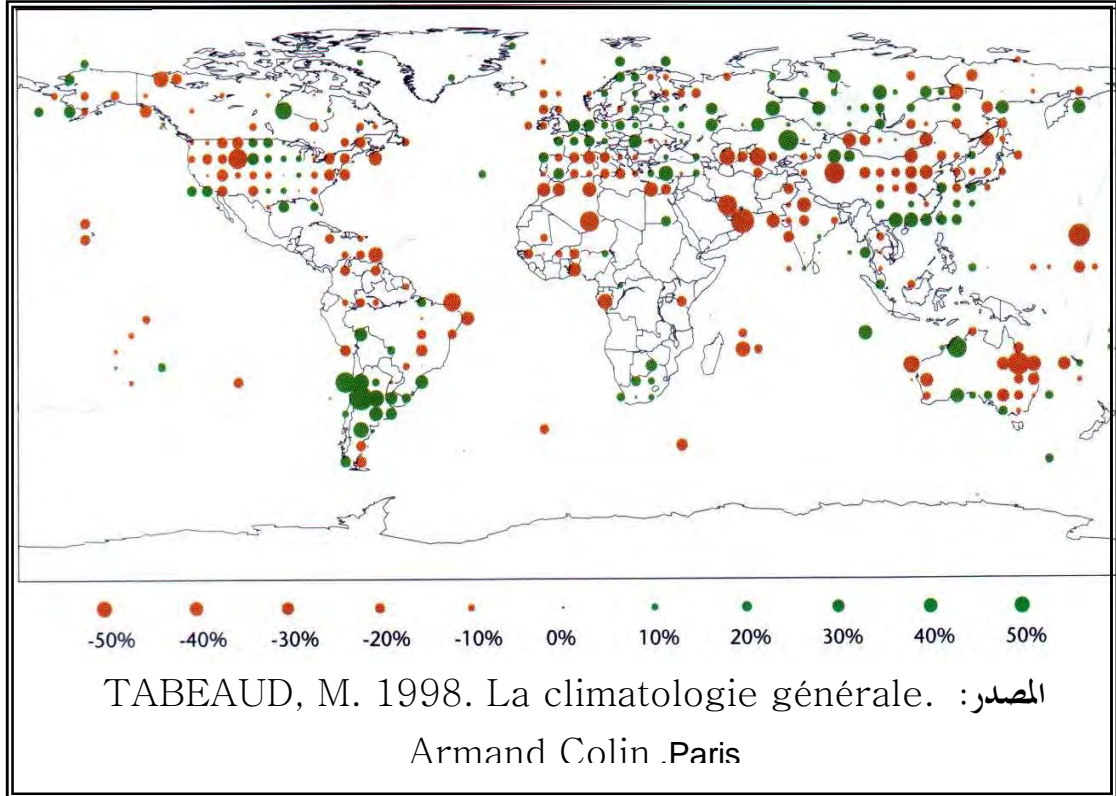 -50% -40% -30% -20% -10% 0% 10% 20% 30% 40% 50%
المصدر: TABEAUD, M. 1998. La climatologie générale.
Armand Colin .Paris